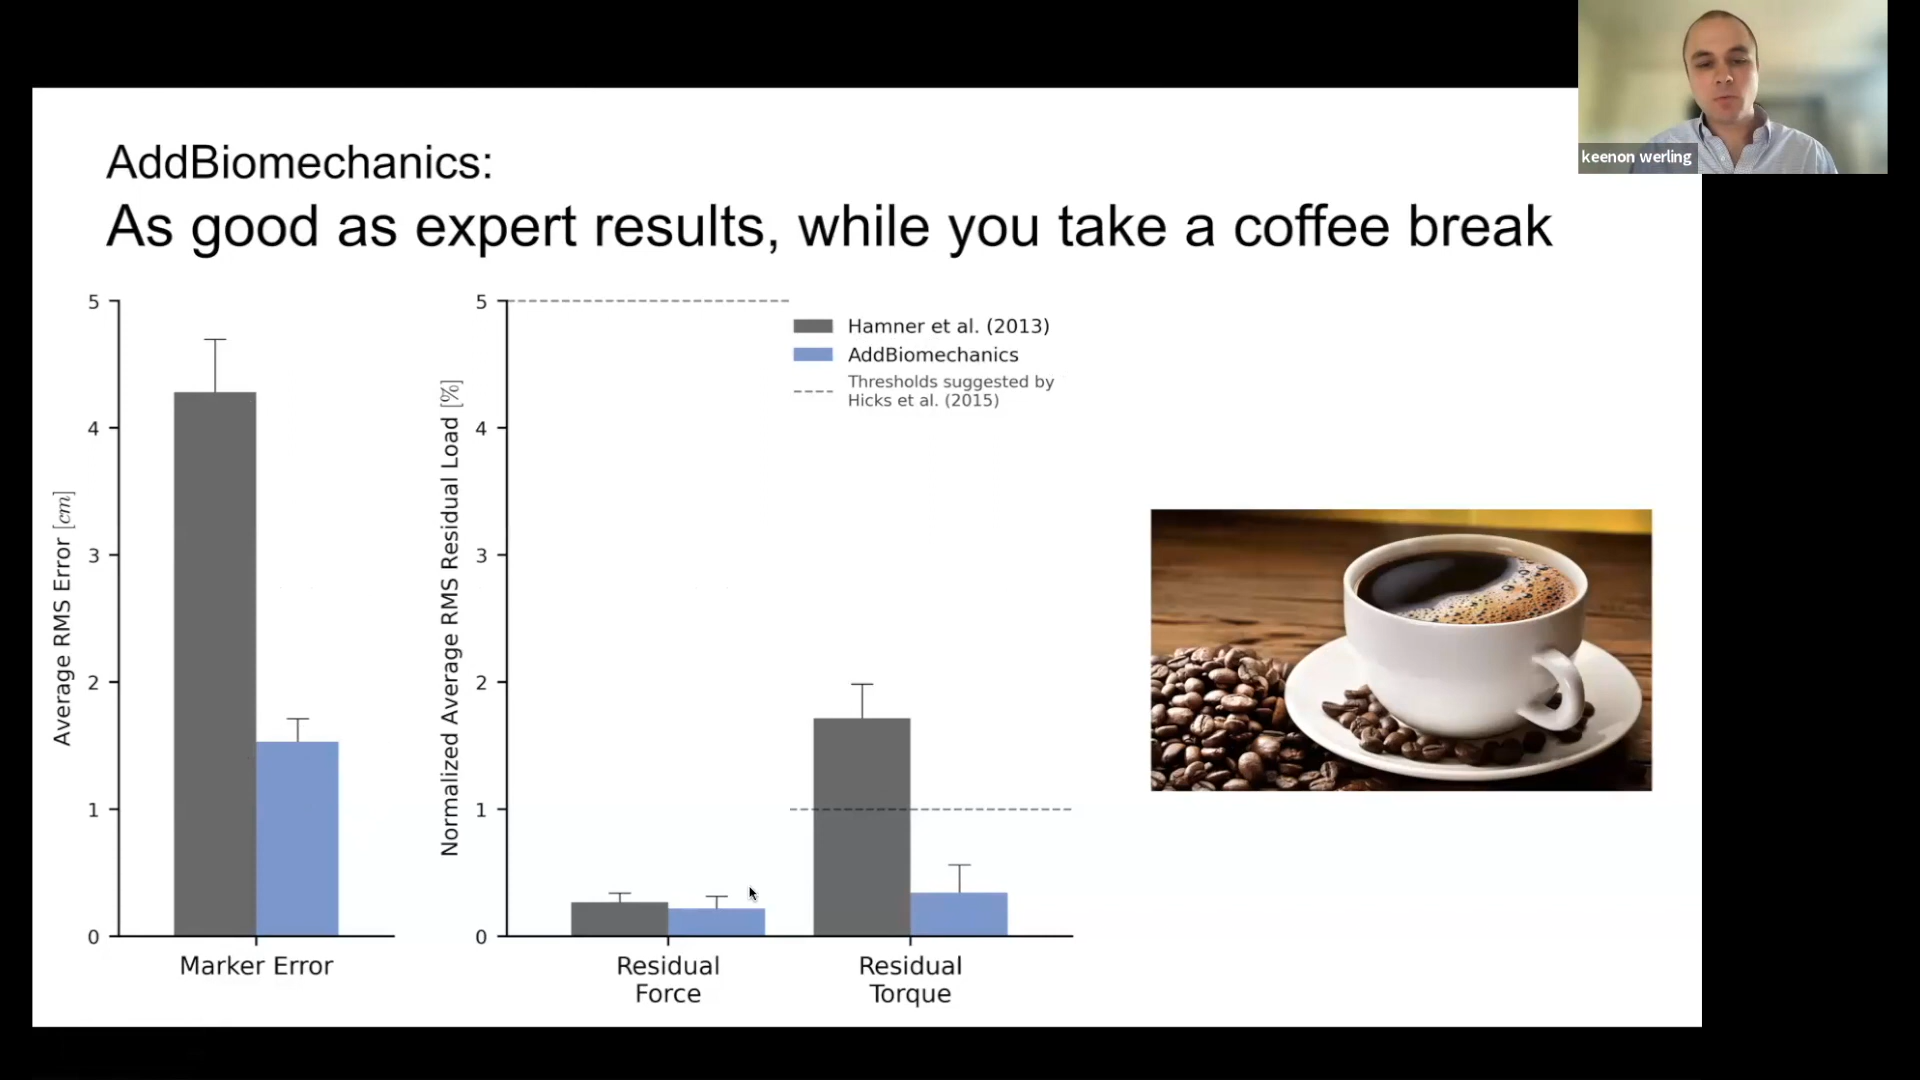 keenon werling
AddBiomechanics:
As good as expert results, while you take a coffee break
5
4
3
2
1
0
Average RMS Error [cm]
Marker Error
5
4
3
2
1
0
Normalized Average RMS Residual Load [%]
Hamner et al. (2013)
AddBiomechanics
Thresholds suggested by
Hicks et al. (2015)
Residual
Force
Residual
Torque